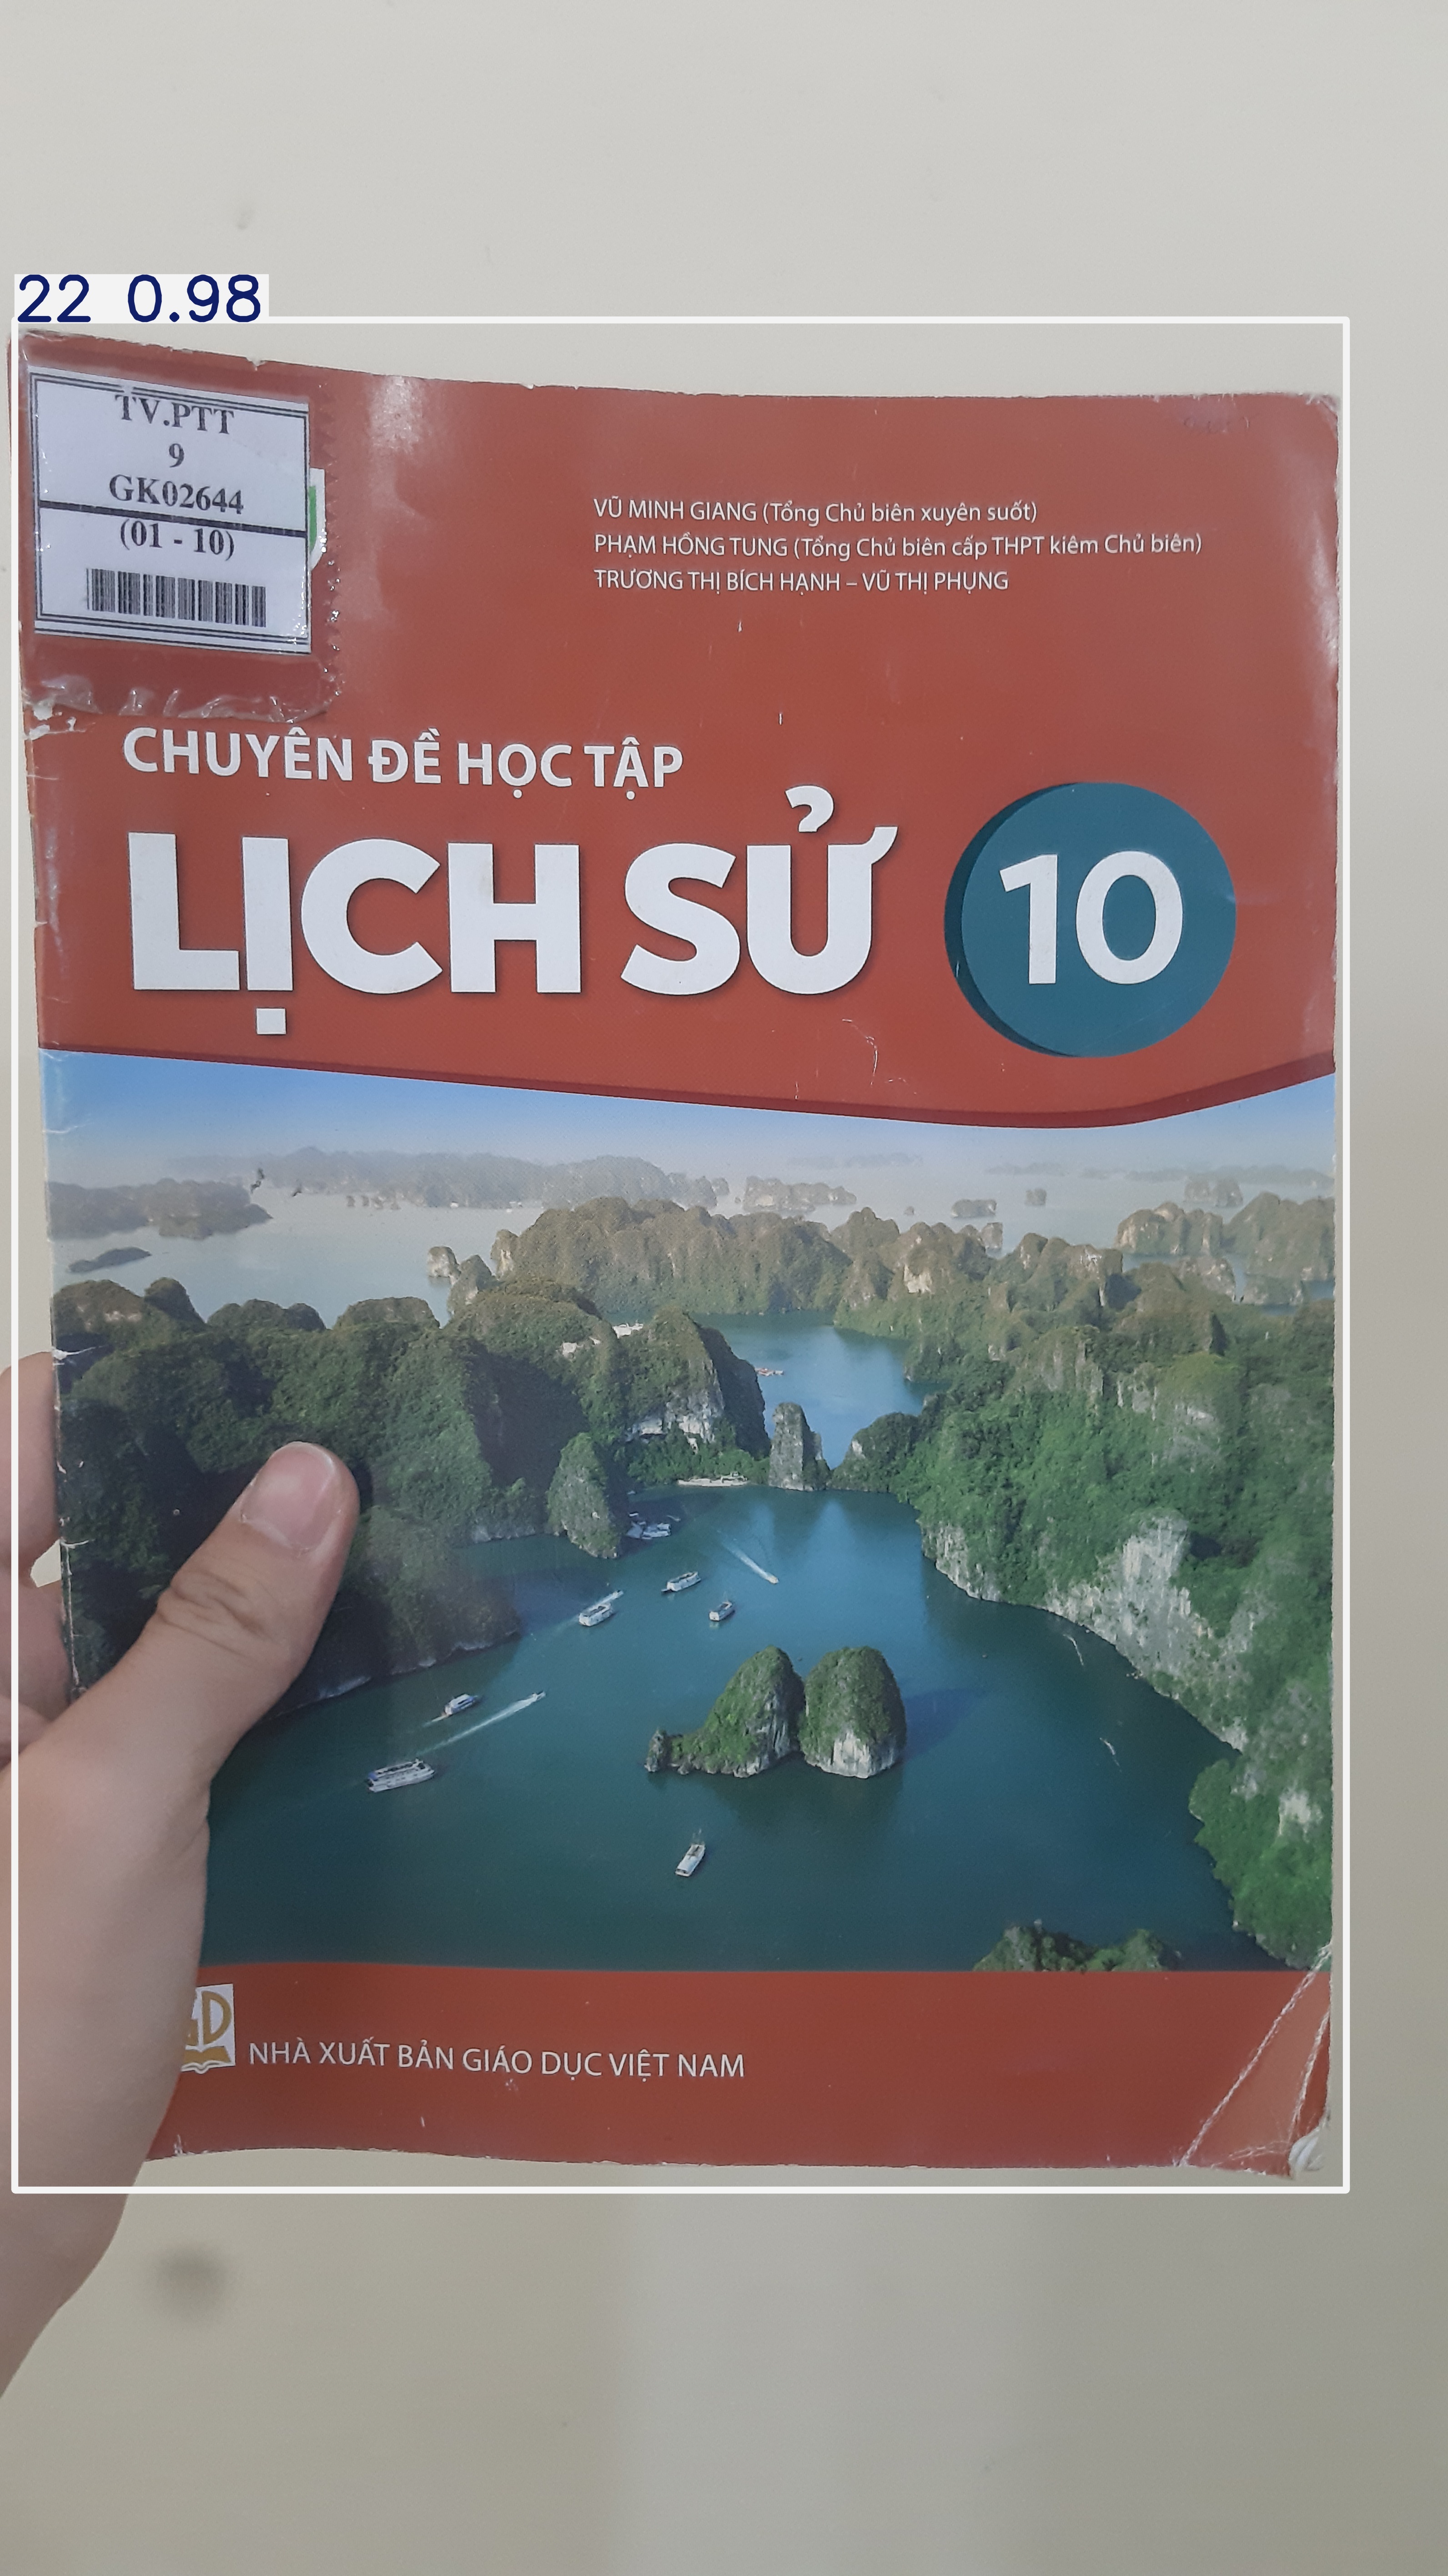 22 0.98
TV.PTT
9
GK02644
(01 - 10)
VŨ MINH GIANG (Tổng Chủ biên xuyên suốt)
PHẠM HỒNG TUNG (Tổng Chủ biên cấp THPT kiêm Chủ biên)
TRƯƠNG THỊ BÍCH HẠNH – VŨ THỊ PHỤNG
CHUYÊN ĐỀ HỌC TẬP
LỊCH SỬ 10
NHÀ XUẤT BẢN GIÁO DỤC VIỆT NAM